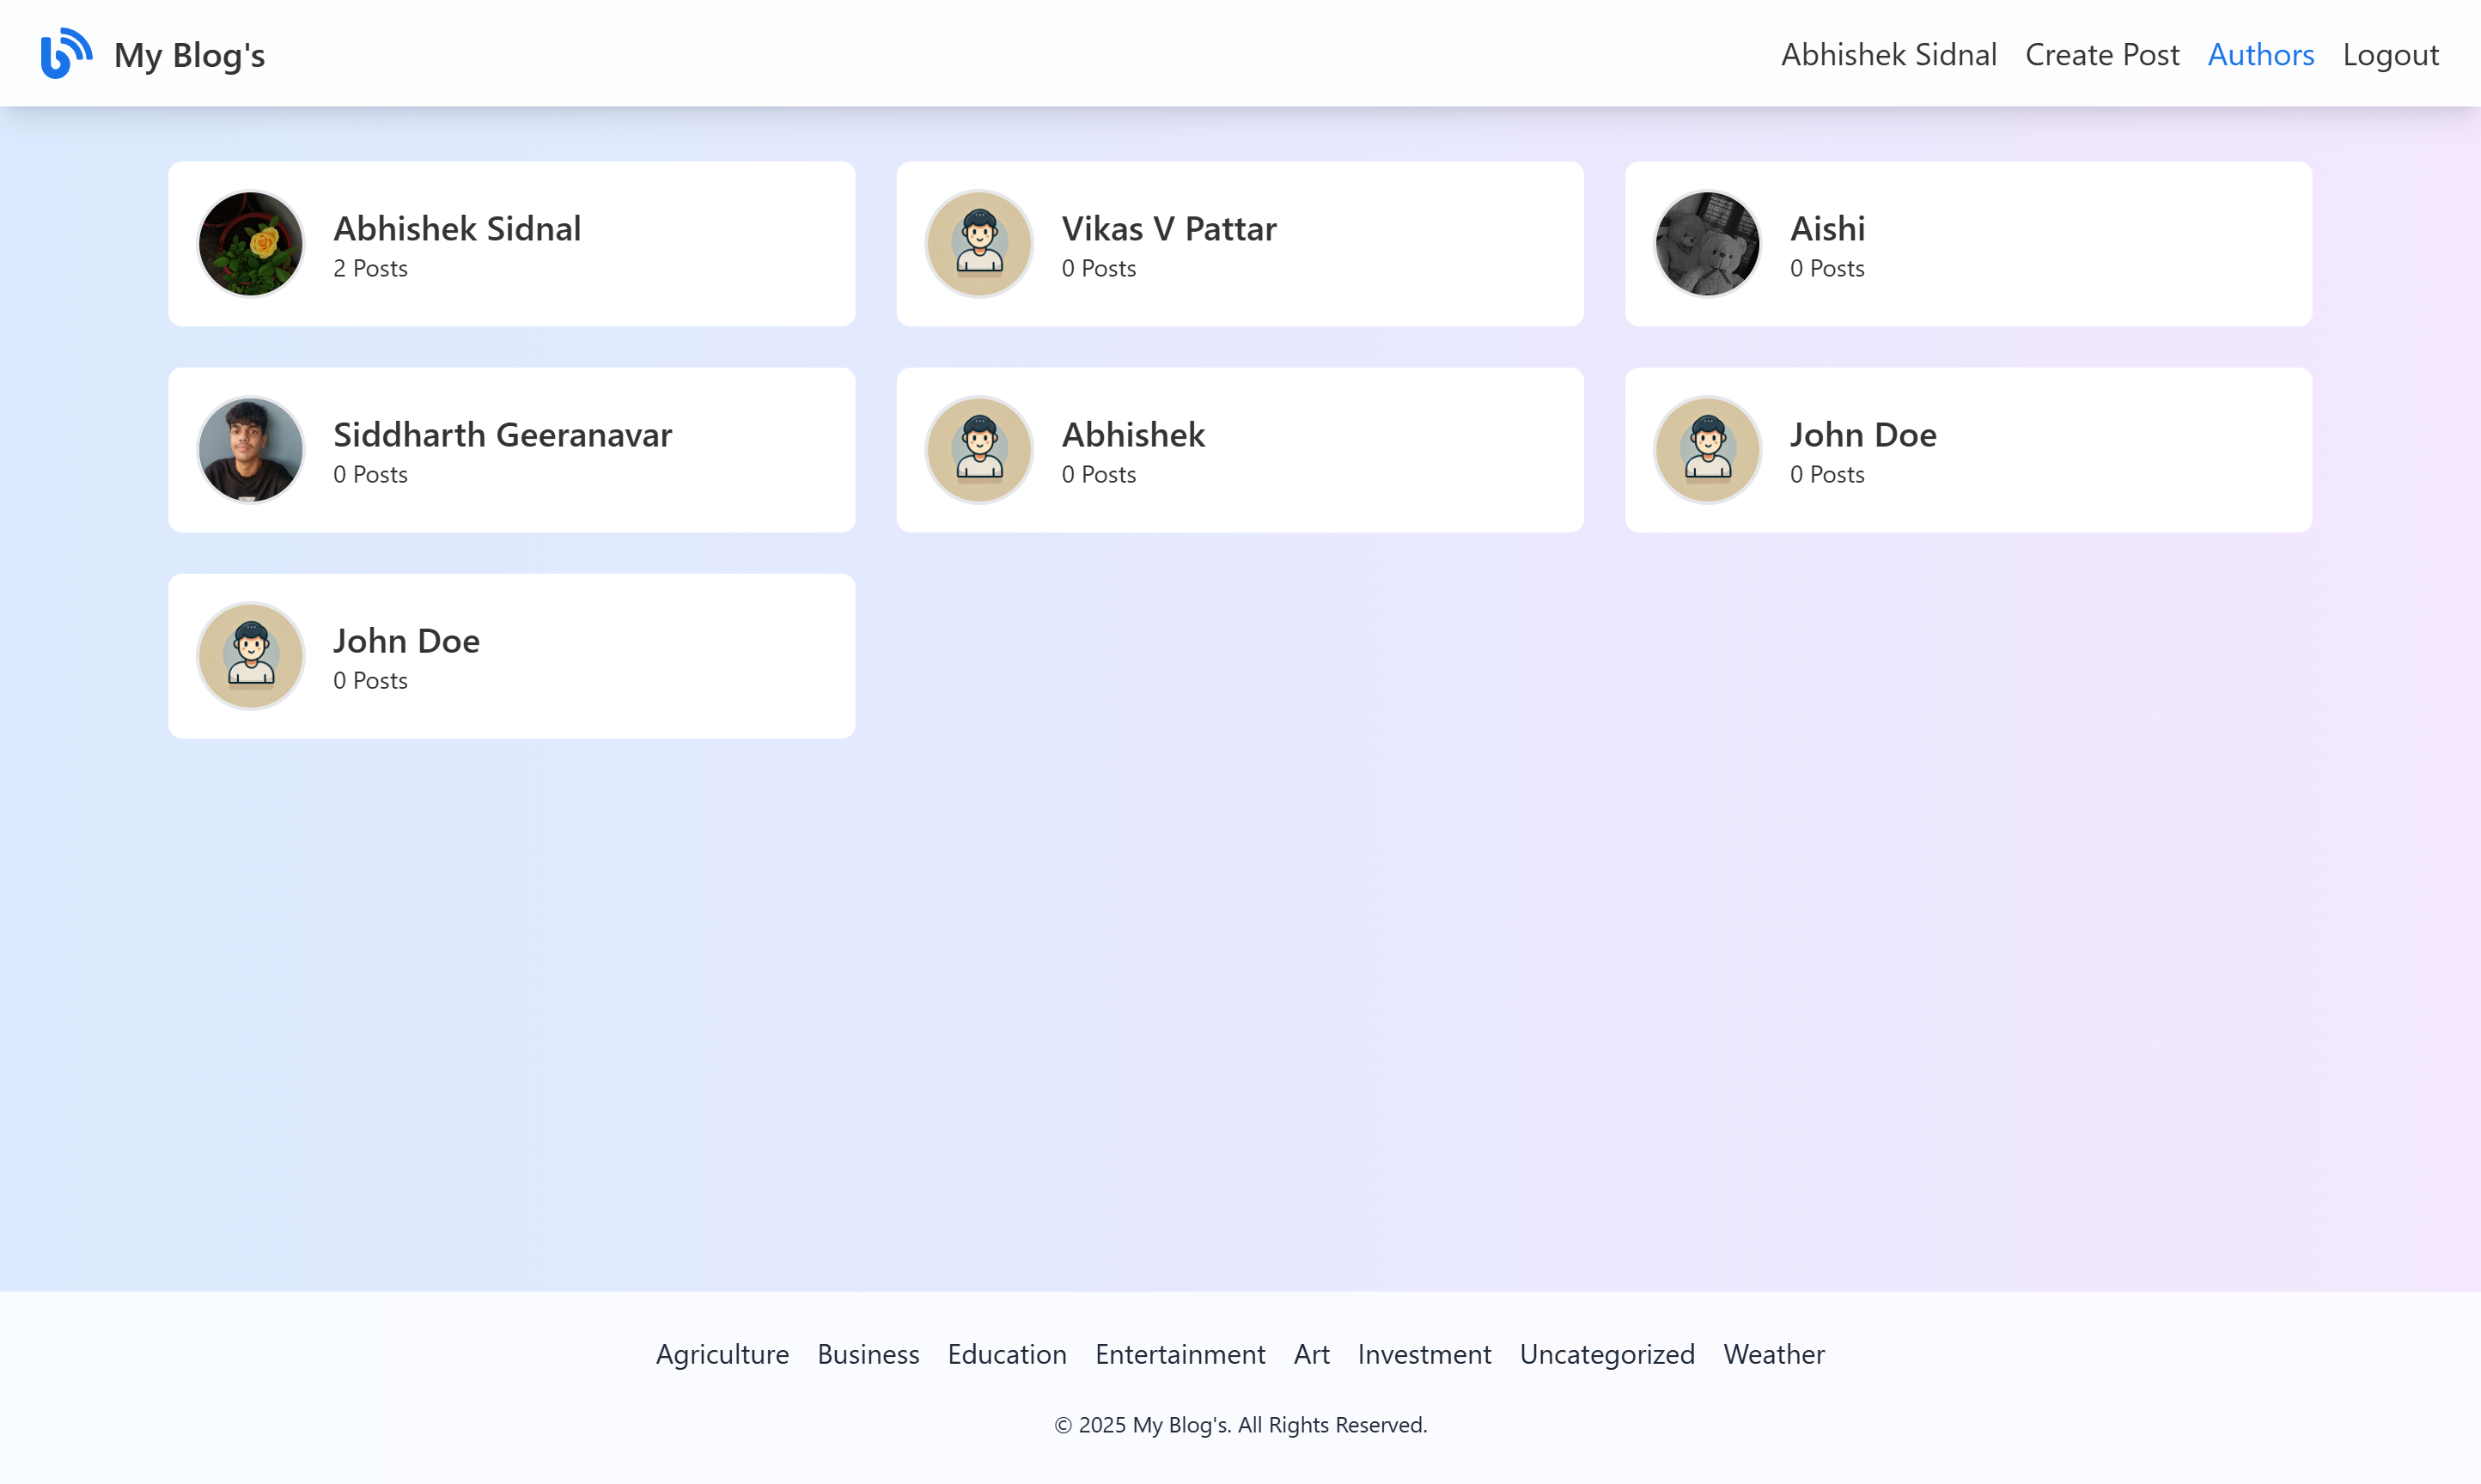 My Blog's
Abhishek Sidnal Create Post Authors Logout
Abhishek Sidnal
2 Posts
Vikas V Pattar
0 Posts
Aishi
0 Posts
Siddharth Geeranavar
0 Posts
Abhishek
0 Posts
John Doe
0 Posts
John Doe
0 Posts
Agriculture Business Education Entertainment Art Investment Uncategorized Weather
© 2025 My Blog's. All Rights Reserved.